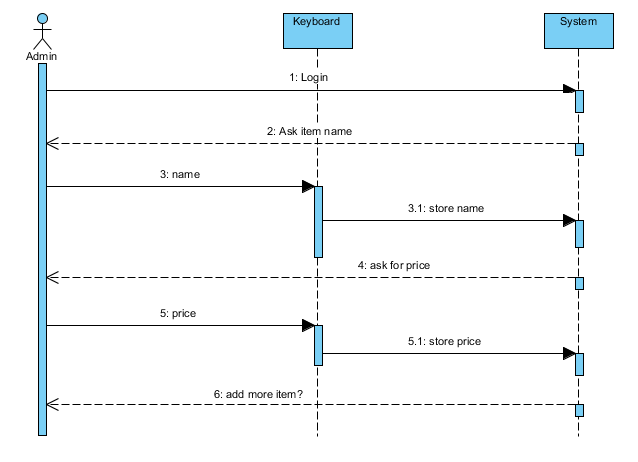 Keyboard
System
Admin
1: Login
2: Ask item name
3: name
3.1: store name
4: ask for price
5: price
5.1: store price
6: add more item?